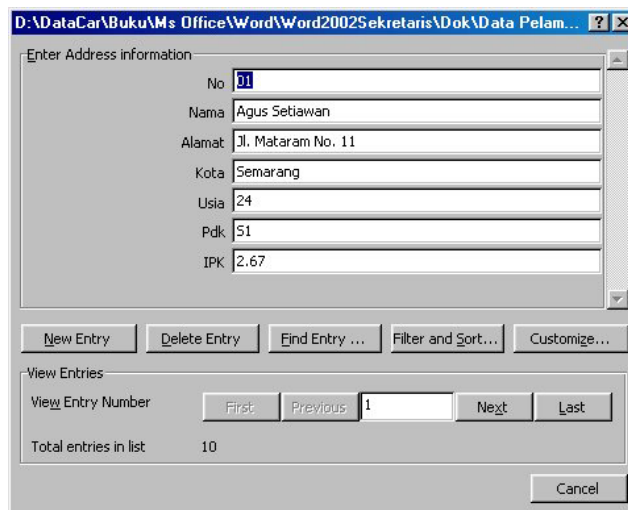 D:\DataCar\Buku\Ms Office\Word\Word2002Sekretaris\Dok\Data Pelam...
Enter Address information
No 01
Nama Agus Setiawan
Alamat Jl. Mataram No. 11
Kota Semarang
Usia 24
Pdk S1
IPK 2.67
New Entry Delete Entry Find Entry ... Filter and Sort... Customize...
View Entries
View Entry Number First Previous 1 Next Last
Total entries in list 10
Cancel